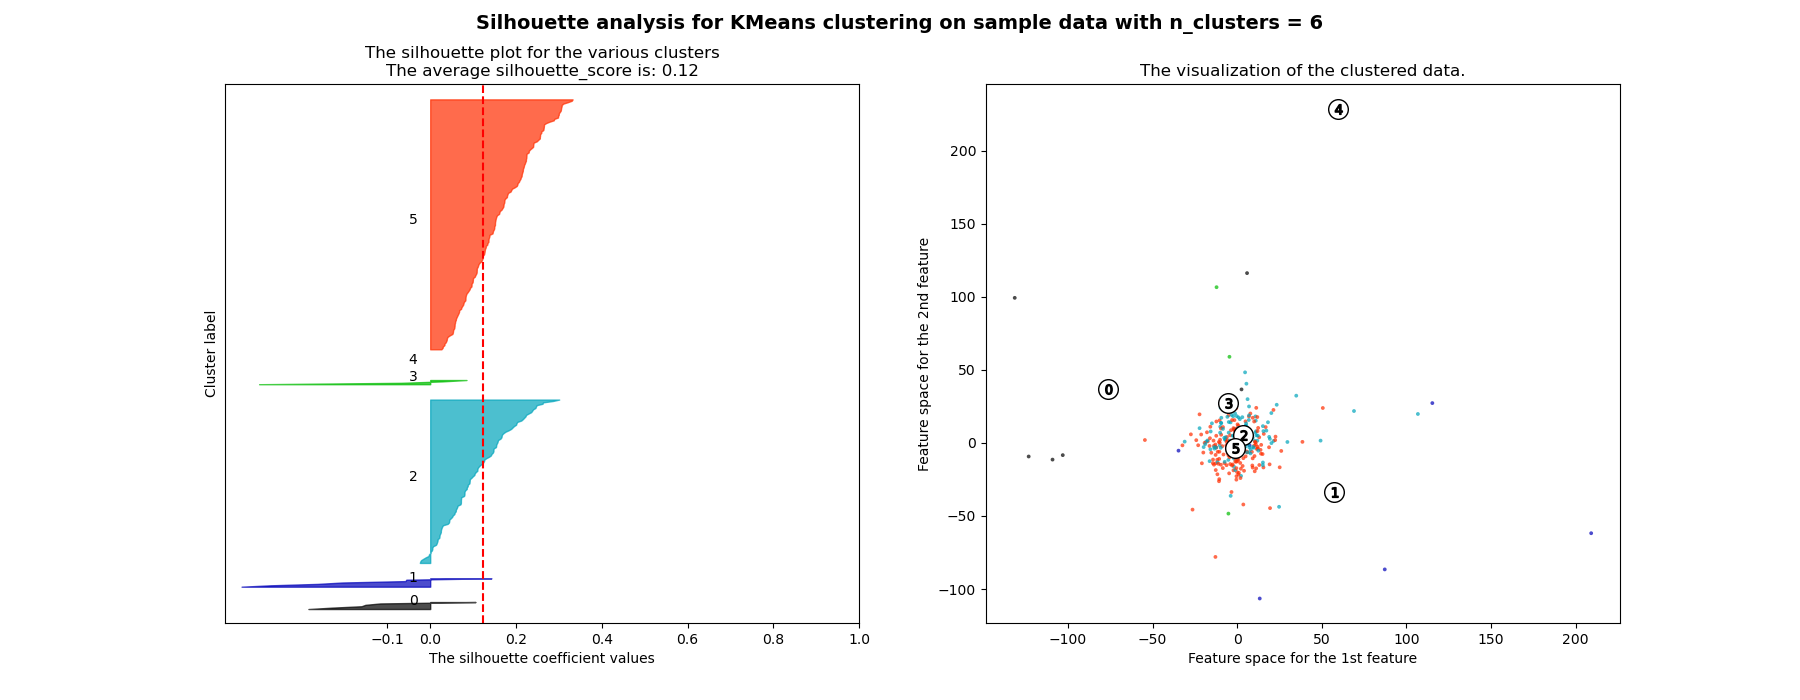 Silhouette analysis for KMeans clustering on sample data with n_clusters = 6
The silhouette plot for the various clusters
The average silhouette_score is: 0.12
Cluster label
5
4
3
2
1
0
−0.1 0.0 0.2 0.4 0.6 0.8 1.0
The silhouette coefficient values
The visualization of the clustered data.
Feature space for the 2nd feature
200
150
100
50
0
−50
−100
4
0
3
2
5
1
−100 −50 0 50 100 150 200
Feature space for the 1st feature